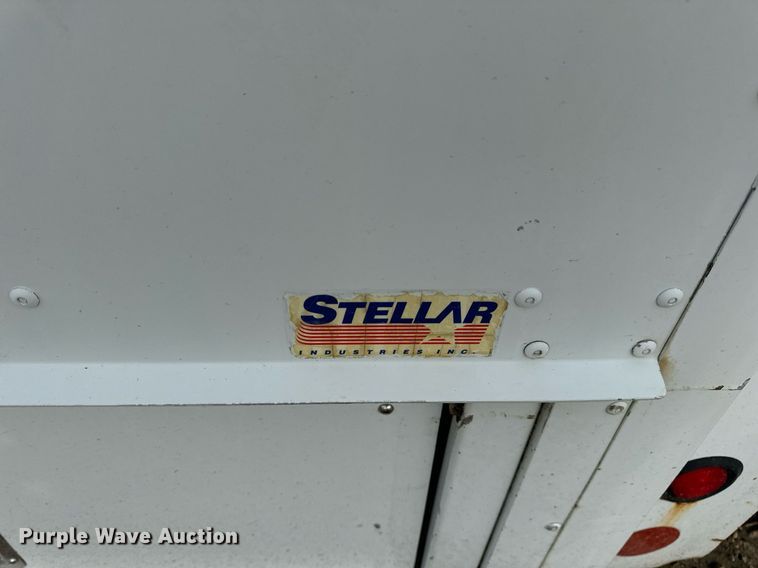 STELLAR
INDUSTRIES INC.
Purple Wave Auction